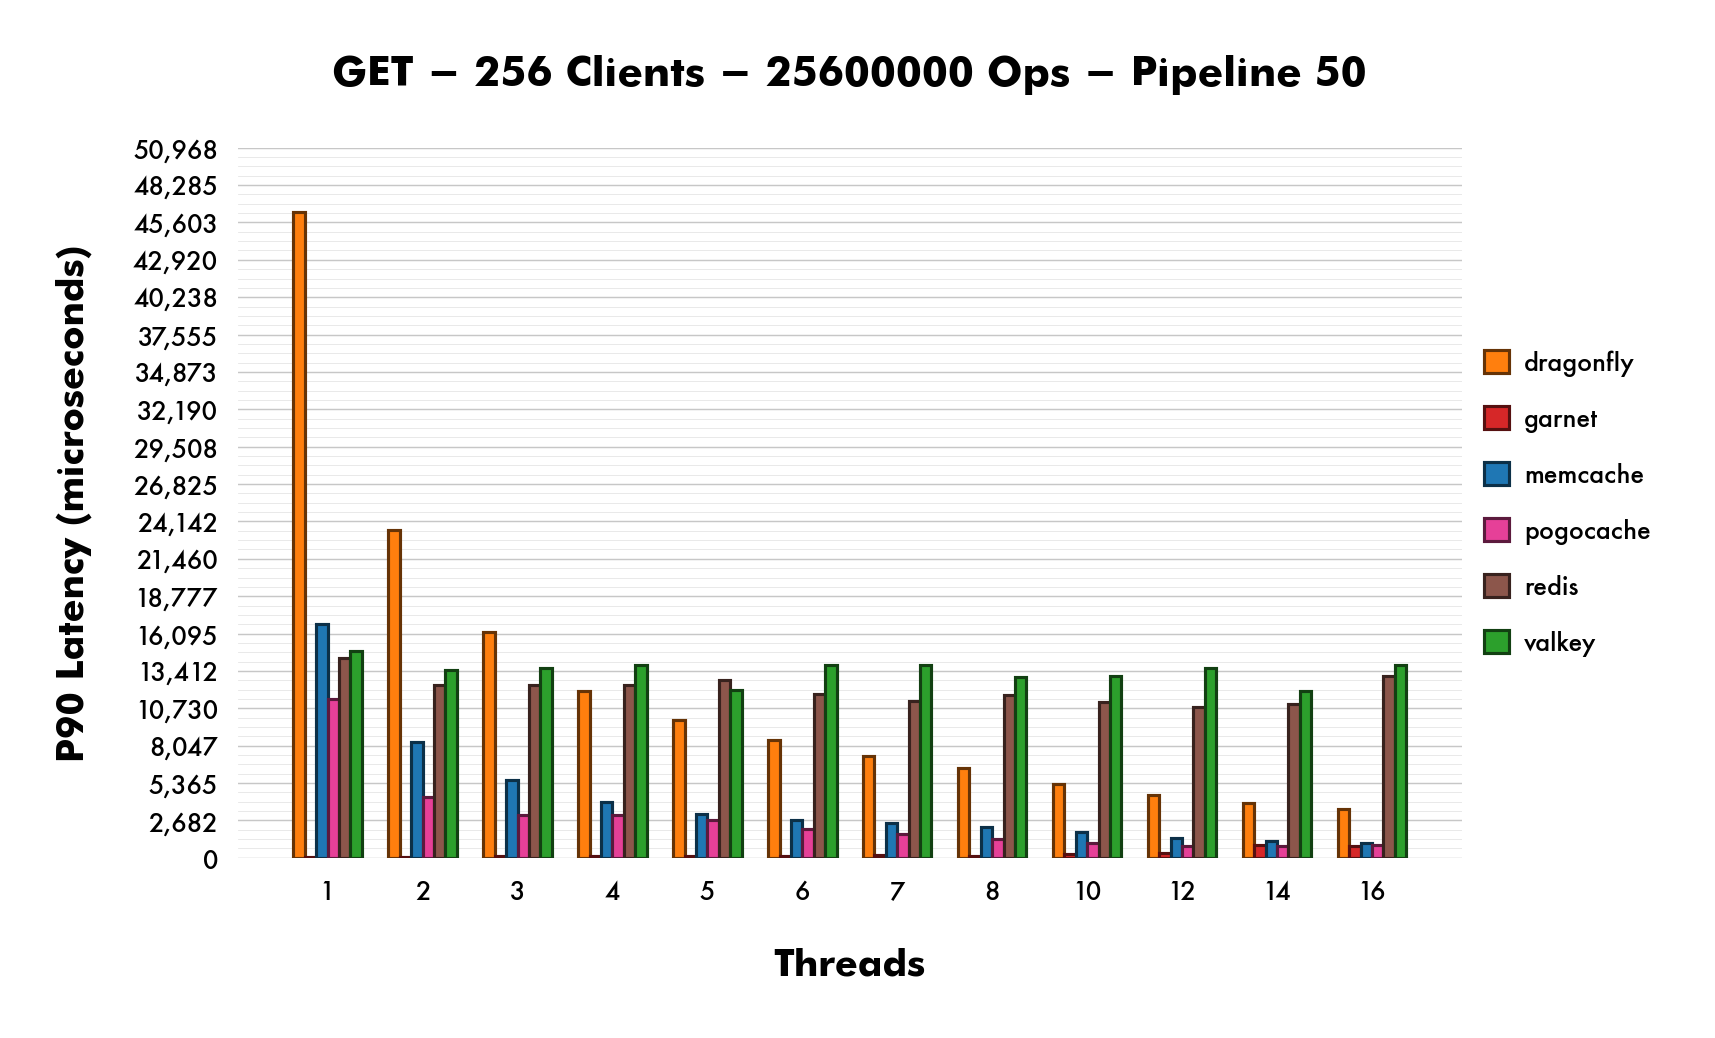 GET – 256 Clients – 25600000 Ops – Pipeline 50
P90 Latency (microseconds)
50,968
48,285
45,603
42,920
40,238
37,555
34,873
32,190
29,508
26,825
24,142
21,460
18,777
16,095
13,412
10,730
8,047
5,365
2,682
0
1 2 3 4 5 6 7 8 10 12 14 16
Threads
dragonfly
garnet
memcache
pogocache
redis
valkey